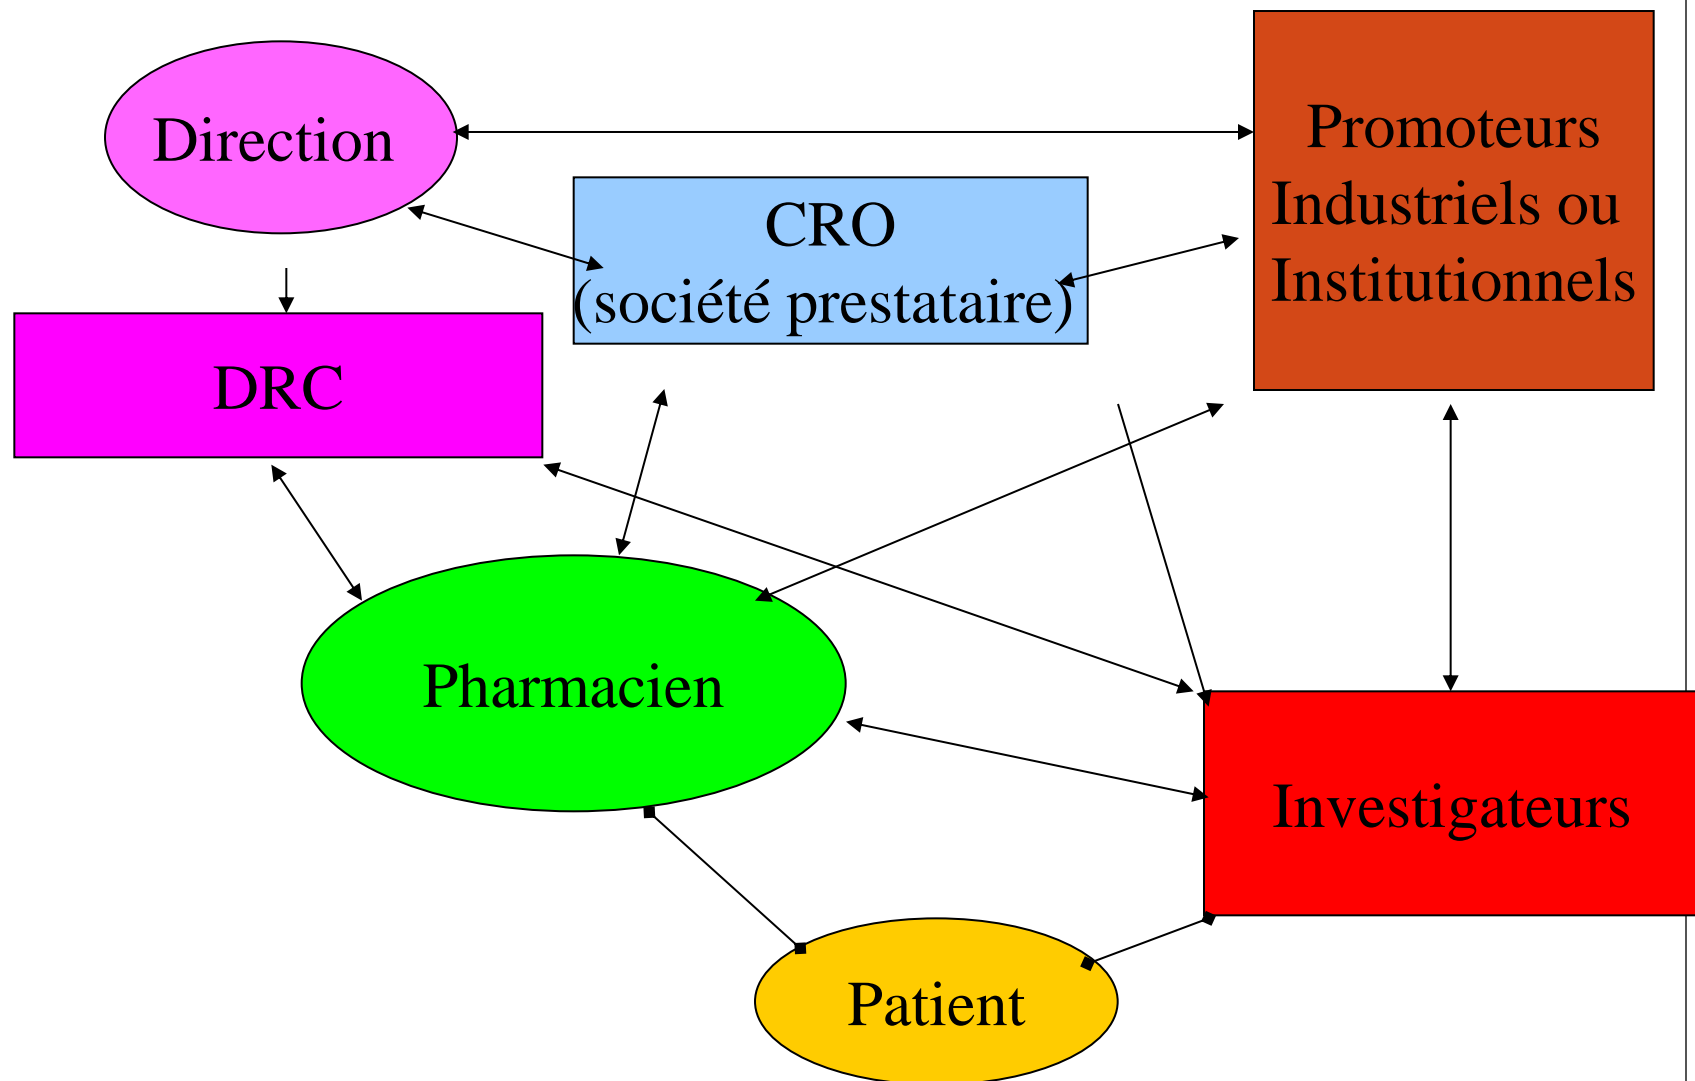 Direction
Promoteurs
Industriels ou
Institutionnels
CRO
(société prestataire)
DRC
Pharmacien
Investigateurs
Patient